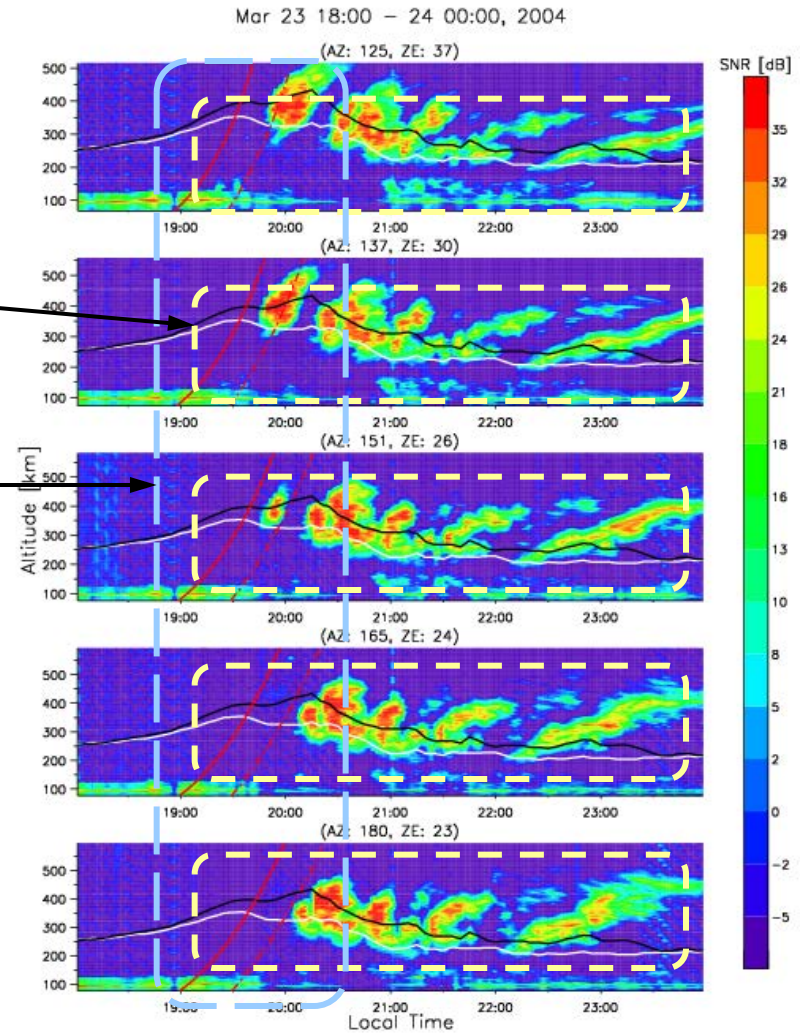 Mar 23 18:00 - 24 00:00, 2004
(AZ: 125, ZE: 37)
SNR [dB]
500
400
300
200
100
19:00 20:00 21:00 22:00 23:00
(AZ: 137, ZE: 30)
500
400
300
200
100
19:00 20:00 21:00 22:00 23:00
(AZ: 151, ZE: 26)
500
400
300
200
100
19:00 20:00 21:00 22:00 23:00
(AZ: 165, ZE: 24)
500
400
300
200
100
19:00 20:00 21:00 22:00 23:00
(AZ: 180, ZE: 23)
500
400
300
200
100
19:00 20:00 21:00 22:00 23:00
Altitude [km]
Local Time
35
32
29
26
24
21
18
16
13
10
8
5
2
0
-2
-5